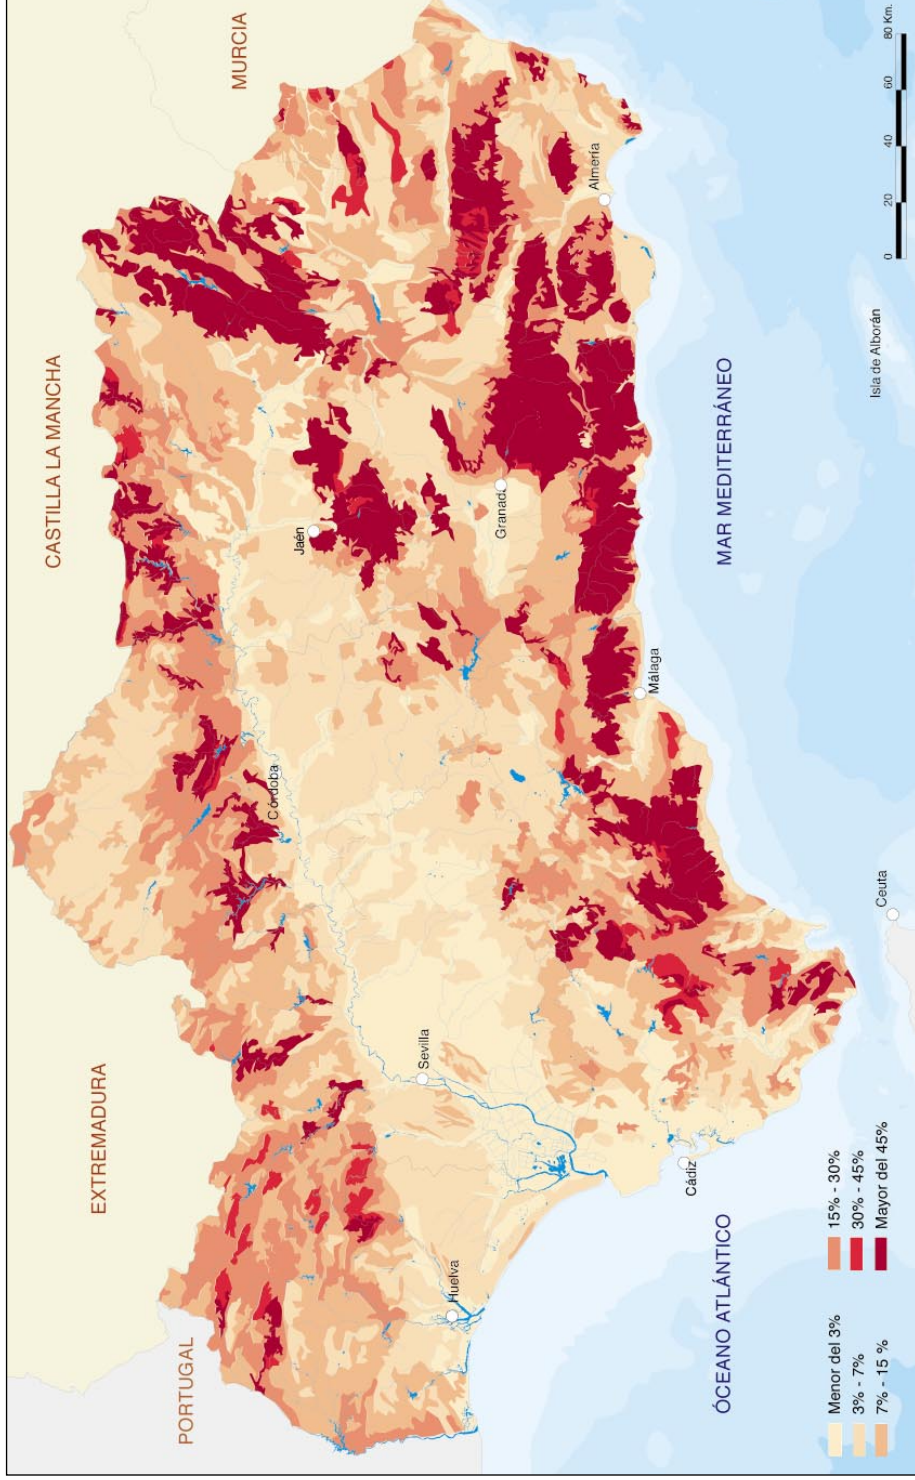 CASTILLA LA MANCHA
MURCIA
EXTREMADURA
PORTUGAL
Jaén
Córdoba
Sevilla
Huelva
Granada
Almería
Málaga
Cádiz
Ceuta
ÓCEANO ATLÁNTICO
MAR MEDITERRÁNEO
Isla de Alborán
Menor del 3%
3% - 7%
7% - 15 %
15% - 30%
30% - 45%
Mayor del 45%
0 20 40 60 80 Km.